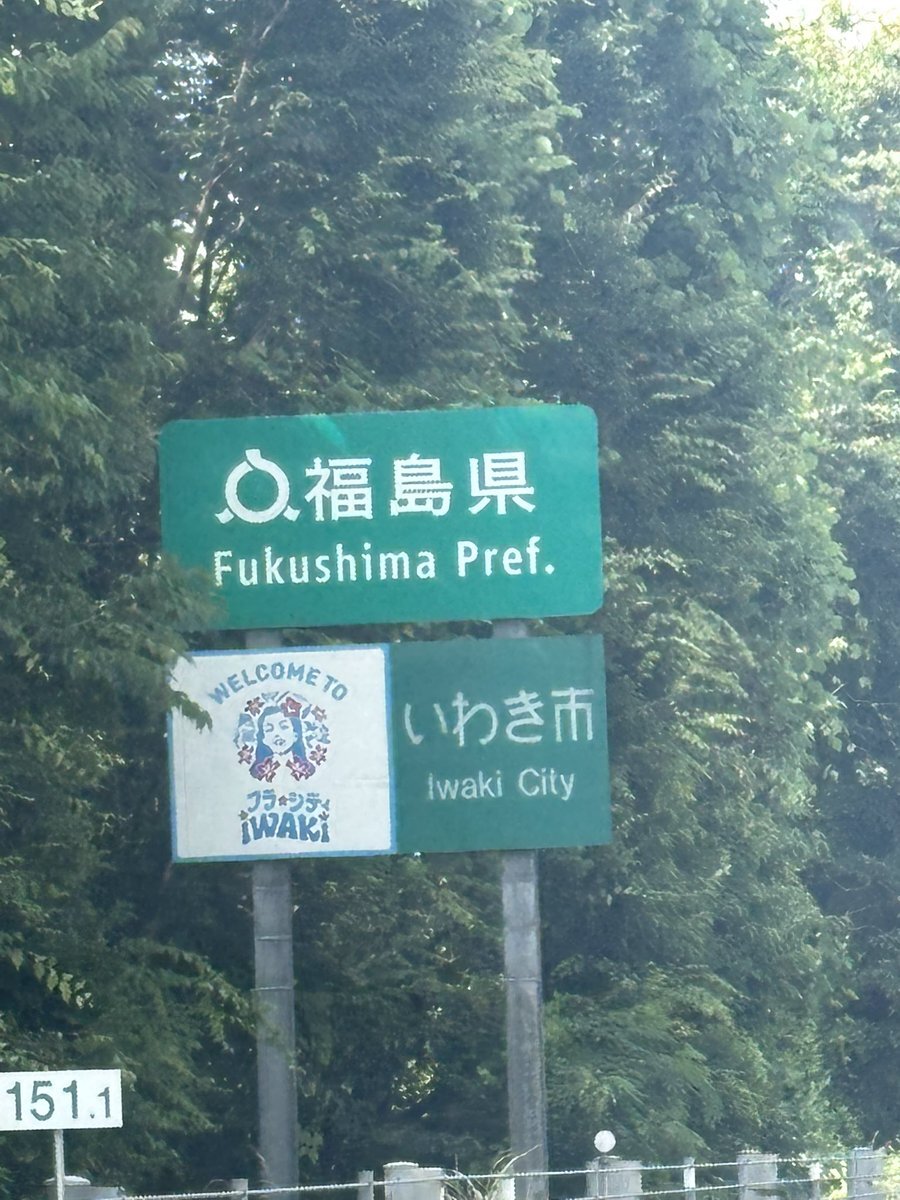 福島県
Fukushima Pref.
WELCOME TO
フラシティ
iWAKi
いわき市
Iwaki City
151.1